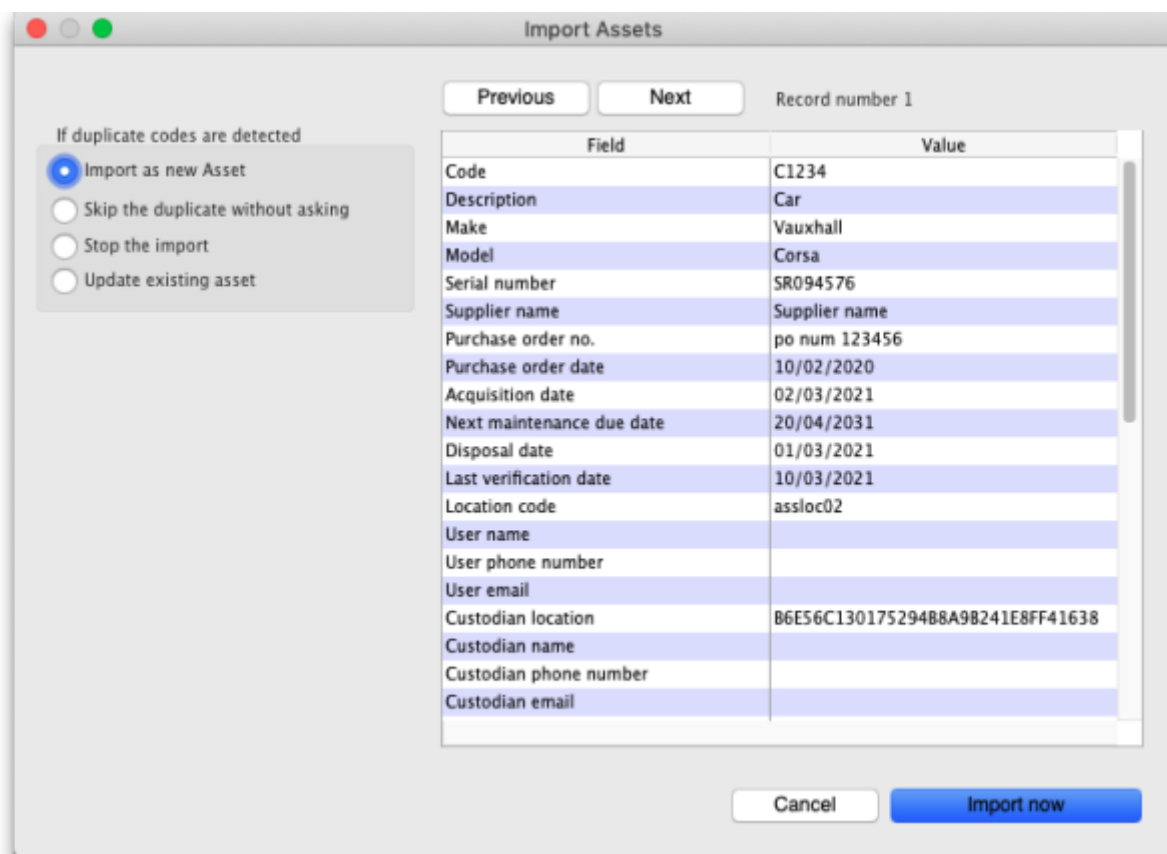 Import Assets
Previous Next Record number 1
If duplicate codes are detected
Import as new Asset
Skip the duplicate without asking
Stop the import
Update existing asset
Field Value
Code C1234
Description Car
Make Vauxhall
Model Corsa
Serial number SR094576
Supplier name Supplier name
Purchase order no. po num 123456
Purchase order date 10/02/2020
Acquisition date 02/03/2021
Next maintenance due date 20/04/2031
Disposal date 01/03/2021
Last verification date 10/03/2021
Location code assloc02
User name
User phone number
User email
Custodian location B6E56C130175294B8A9B241E8FF41638
Custodian name
Custodian phone number
Custodian email
Cancel Import now